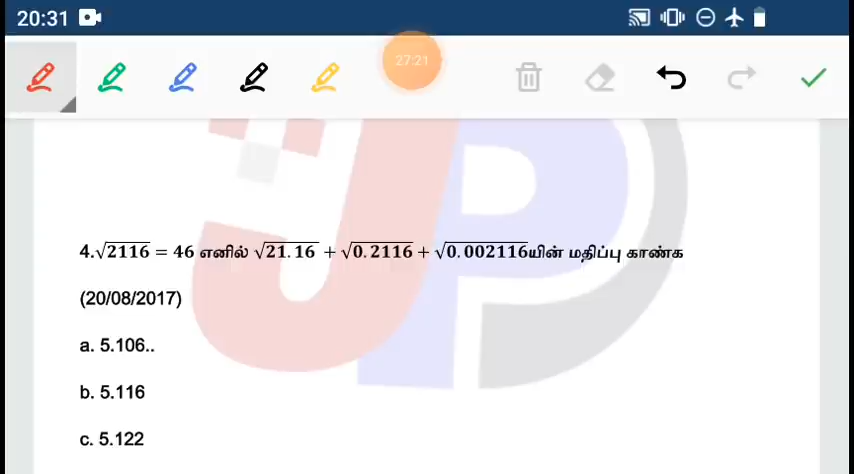 20:31
27:21
4.√2116 = 46 எனில் √21.16 + √0.2116 + √0.002116யின் மதிப்பு காண்க
(20/08/2017)
a. 5.106..
b. 5.116
c. 5.122